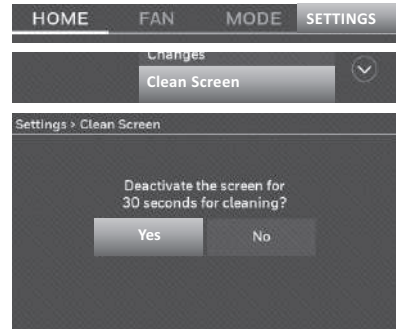 HOME FAN MODE SETTINGS
Changes
Clean Screen
Settings > Clean Screen
Deactivate the screen for
30 seconds for cleaning?
Yes No